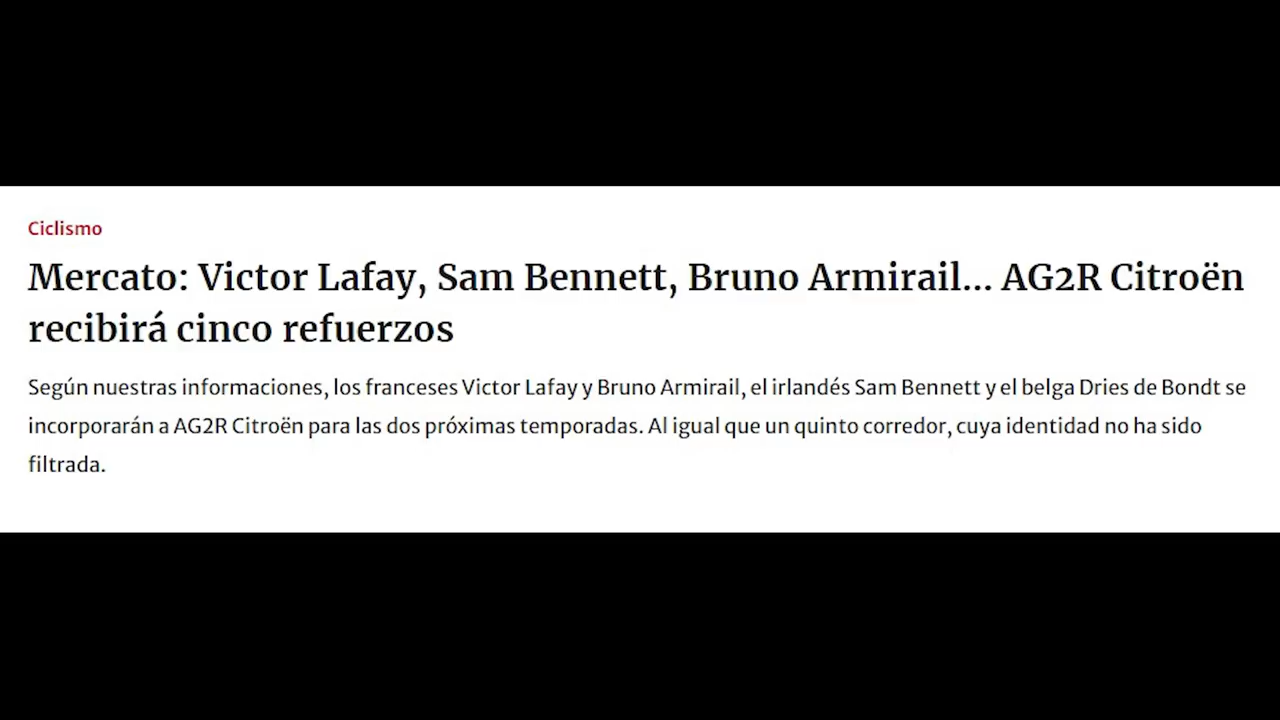 Ciclismo
Mercato: Victor Lafay, Sam Bennett, Bruno Armirail... AG2R Citroën
recibirá cinco refuerzos
Según nuestras informaciones, los franceses Victor Lafay y Bruno Armirail, el irlandés Sam Bennett y el belga Dries de Bondt se
incorporarán a AG2R Citroën para las dos próximas temporadas. Al igual que un quinto corredor, cuya identidad no ha sido
filtrada.